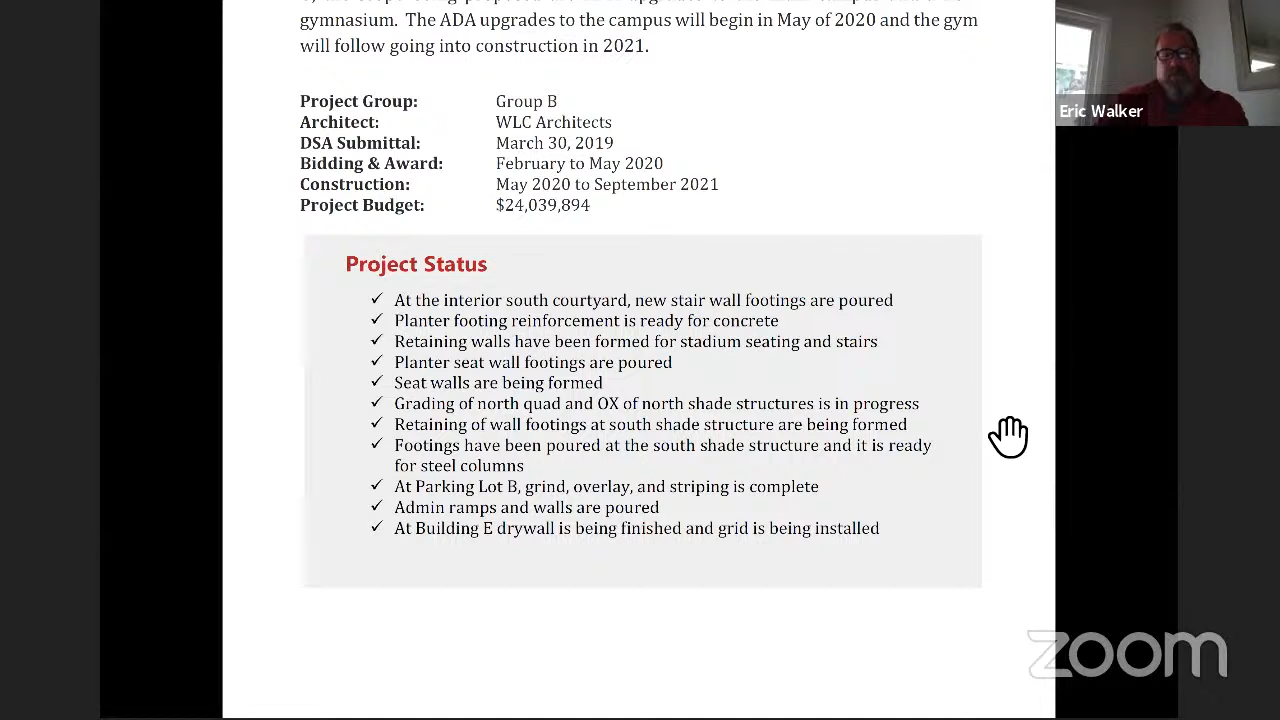 gymnasium. The ADA upgrades to the campus will begin in May of 2020 and the gym
will follow going into construction in 2021.
Project Group: Group B
Architect: WLC Architects
DSA Submittal: March 30, 2019
Bidding & Award: February to May 2020
Construction: May 2020 to September 2021
Project Budget: $24,039,894
Project Status
✓ At the interior south courtyard, new stair wall footings are poured
✓ Planter footing reinforcement is ready for concrete
✓ Retaining walls have been formed for stadium seating and stairs
✓ Planter seat wall footings are poured
✓ Seat walls are being formed
✓ Grading of north quad and OX of north shade structures is in progress
✓ Retaining of wall footings at south shade structure are being formed
✓ Footings have been poured at the south shade structure and it is ready
for steel columns
✓ At Parking Lot B, grind, overlay, and striping is complete
✓ Admin ramps and walls are poured
✓ At Building E drywall is being finished and grid is being installed
Eric Walker
zoom